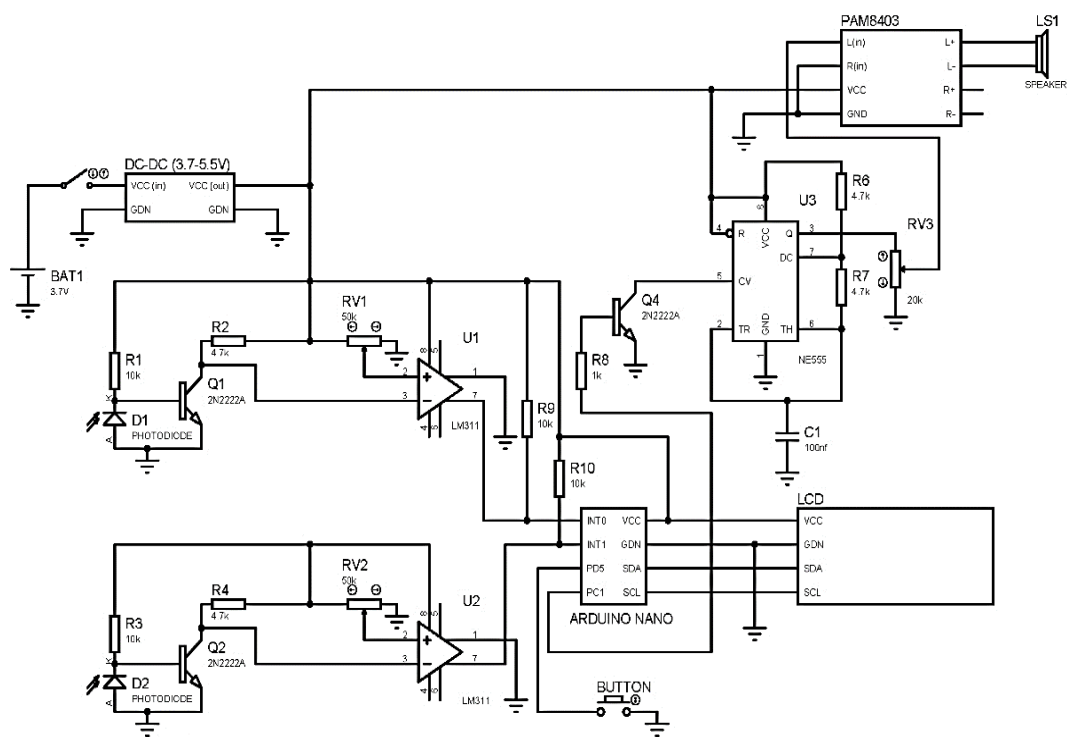 PAM8403
LS1
L(in)
L+
R(in)
L-
SPEAKER
VCC
R+
GND
R-
DC-DC (3.7-5.5V)
VCC(in)
VCC(out)
GDN
GDN
BAT1
3.7V
R6
4.7k
U3
RV3
20k
4
R
8
VCC
Q
3
DC
7
R7
4.7k
5
CV
2
TR
GND
TH
6
1
NE555
Q4
2N2222A
R8
1k
C1
100nf
RV1
50k
R2
4.7k
R1
10k
Q1
2N2222A
K
D1
A
PHOTODIODE
U1
8
5
2
3
1
7
4
6
LM311
R9
10k
R10
10k
INT0
VCC
INT1
GDN
PD5
SDA
PC1
SCL
ARDUINO NANO
LCD
VCC
GDN
SDA
SCL
RV2
50k
R4
4.7k
R3
10k
Q2
2N2222A
K
D2
A
PHOTODIODE
U2
8
5
2
3
1
7
4
6
LM311
BUTTON